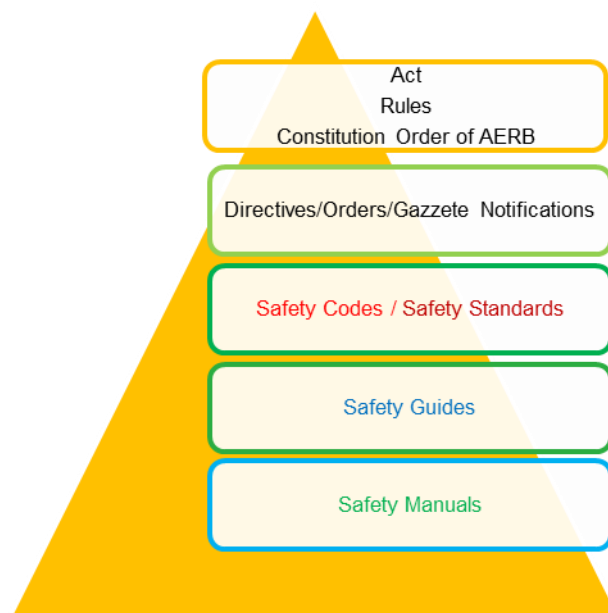 Act
Rules
Constitution Order of AERB
Directives/Orders/Gazzete Notifications
Safety Codes / Safety Standards
Safety Guides
Safety Manuals